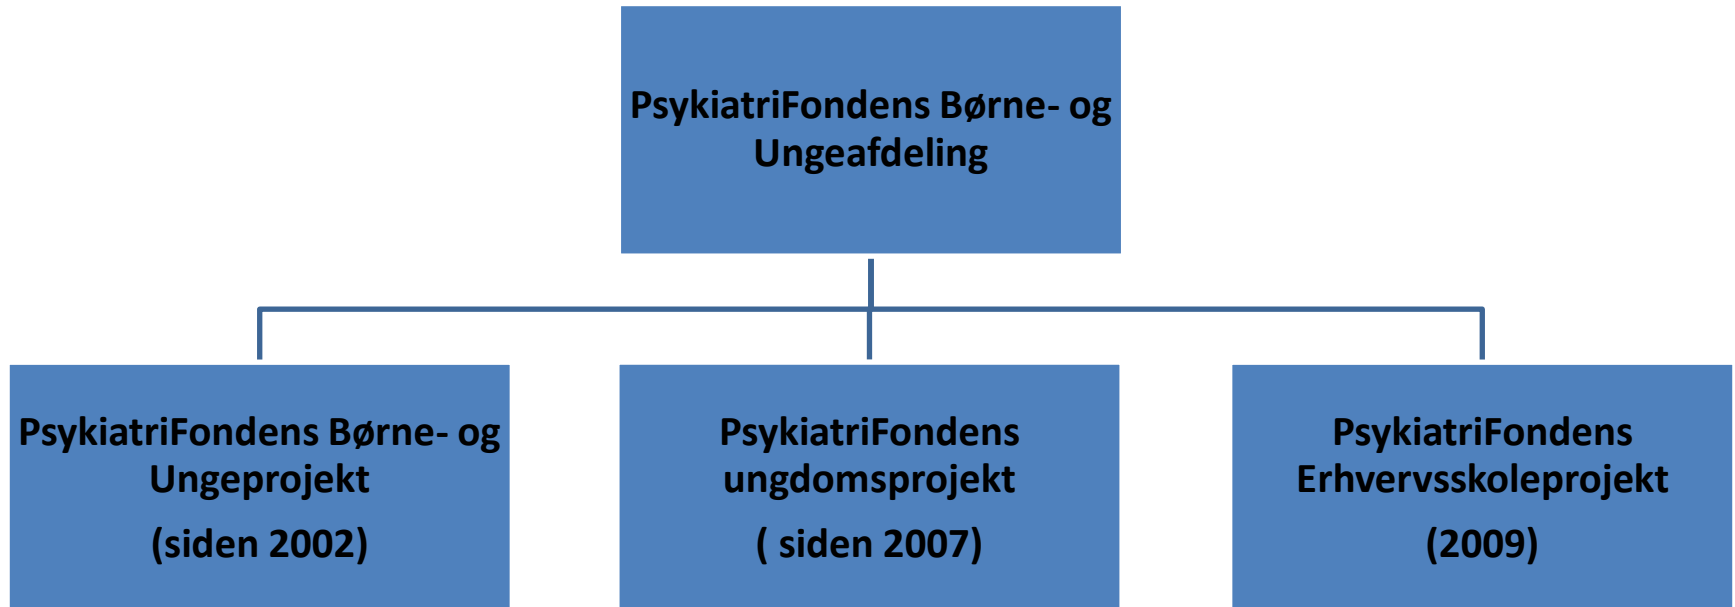 PsykiatriFondens Børne- og
Ungeafdeling
PsykiatriFondens Børne- og
Ungeprojekt
(siden 2002)
PsykiatriFondens
ungdomsprojekt
( siden 2007)
PsykiatriFondens
Erhvervsskoleprojekt
(2009)